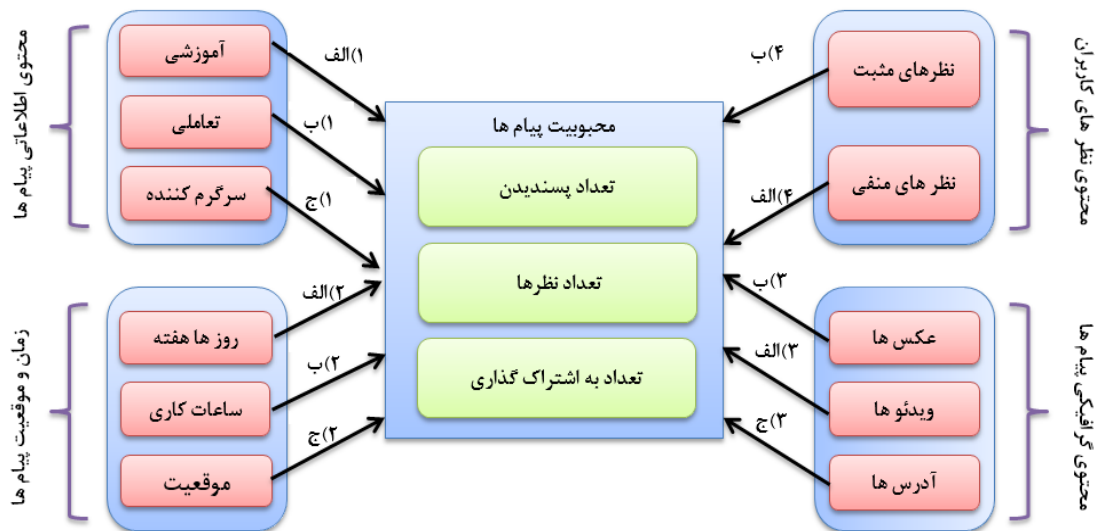 محتوی نظر های کاربران
نظرهای مثبت
نظر های منفی
۴)ب
۴)الف
محتوی گرافیکی پیام ها
عکس ها
ویدئو ها
آدرس ها
۳)ب
۳)الف
۳)ج
محبوبیت پیام ها
تعداد پسندیدن
تعداد نظرها
تعداد به اشتراک گذاری
۱)الف
۱)ب
۱)ج
آموزشی
تعاملی
سرگرم کننده
محتوی اطلاعاتی پیام ها
۲)الف
۲)ب
۲)ج
روز ها هفته
ساعات کاری
موقعیت
زمان و موقعیت پیام ها